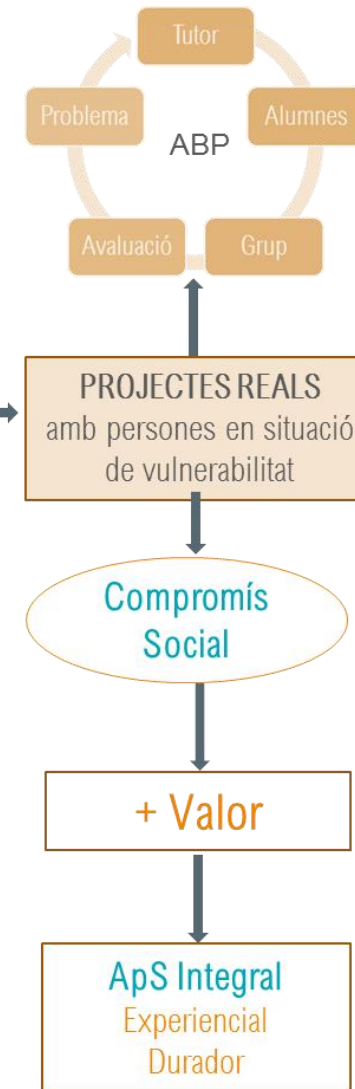 Tutor
Problema
Alumnes
ABP
Avaluació
Grup
PROJECTES REALS
amb persones en situació
de vulnerabilitat
Compromís
Social
+ Valor
ApS Integral
Experiencial
Durador